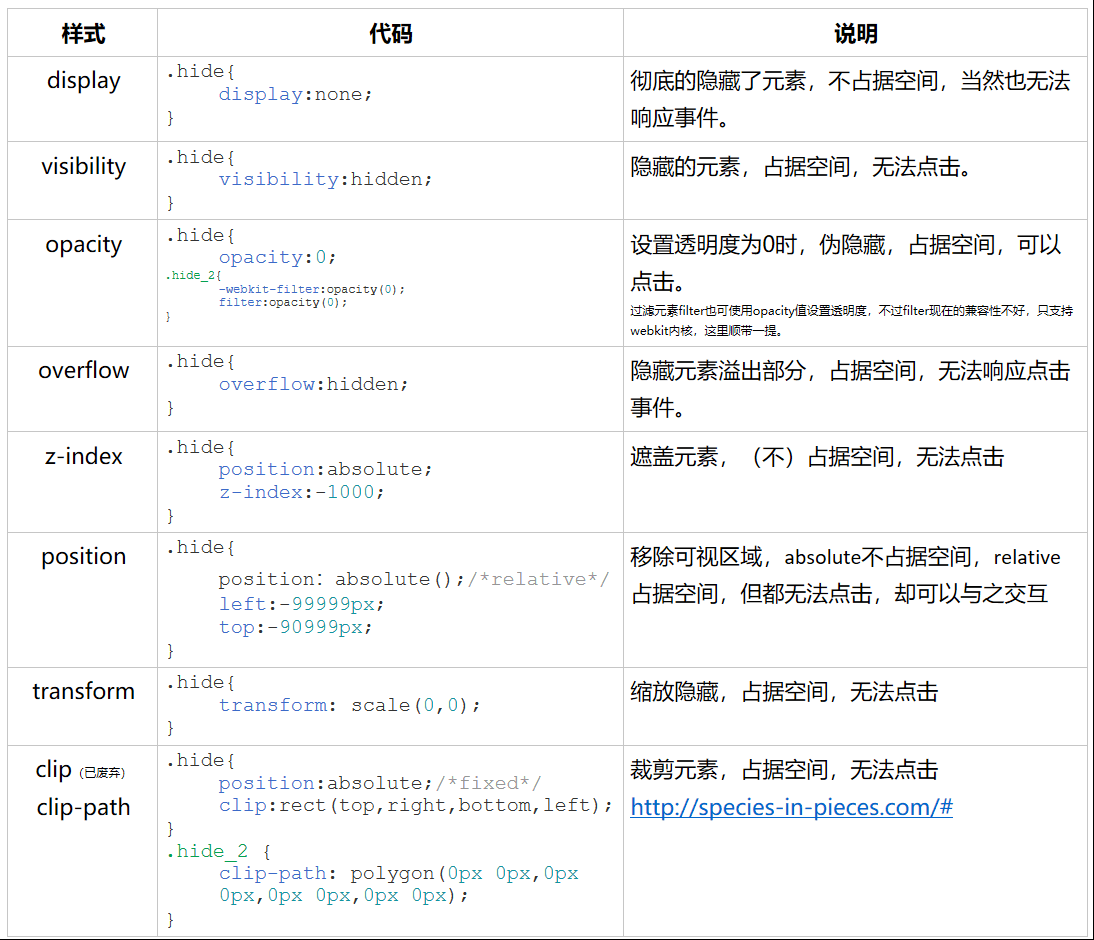 样式 代码 说明
display
.hide{
display:none;
}
彻底的隐藏了元素，不占据空间，当然也无法
响应事件。
visibility
.hide{
visibility:hidden;
}
隐藏的元素，占据空间，无法点击。
opacity
.hide{
opacity:0;
.hide_2{
-webkit-filter:opacity(0);
filter:opacity(0);
}
设置透明度为0时，伪隐藏，占据空间，可以
点击。
过滤元素filter也可使用opacity值设置透明度，不过filter现在的兼容性不好，只支持
webkit内核，这里顺带一提。
overflow
.hide{
overflow:hidden;
}
隐藏元素溢出部分，占据空间，无法响应点击
事件。
z-index
.hide{
position:absolute;
z-index:-1000;
}
遮盖元素，（不）占据空间，无法点击
position
.hide{
position：absolute();/*relative*/
left:-99999px;
top:-90999px;
}
移除可视区域，absolute不占据空间，relative
占据空间，但都无法点击，却可以与之交互
transform
.hide{
transform: scale(0,0);
}
缩放隐藏，占据空间，无法点击
clip（已废弃）
clip-path
.hide{
position:absolute;/*fixed*/
clip:rect(top,right,bottom,left);
}
.hide_2 {
clip-path: polygon(0px 0px,0px
0px,0px 0px,0px 0px);
}
裁剪元素，占据空间，无法点击
http://species-in-pieces.com/#